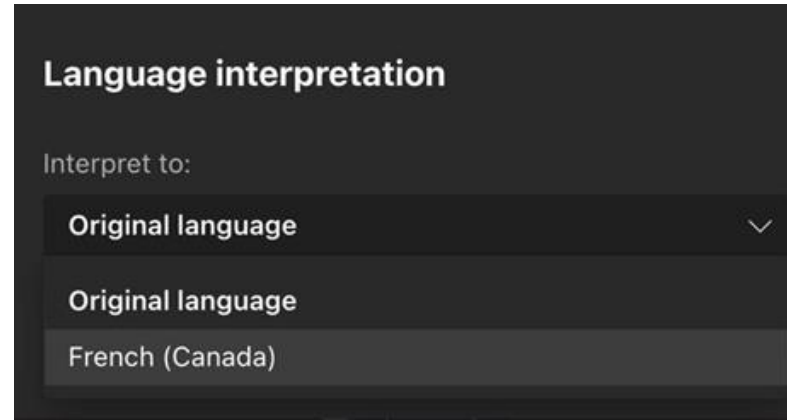 Language interpretation
Interpret to:
Original language
Original language
French (Canada)